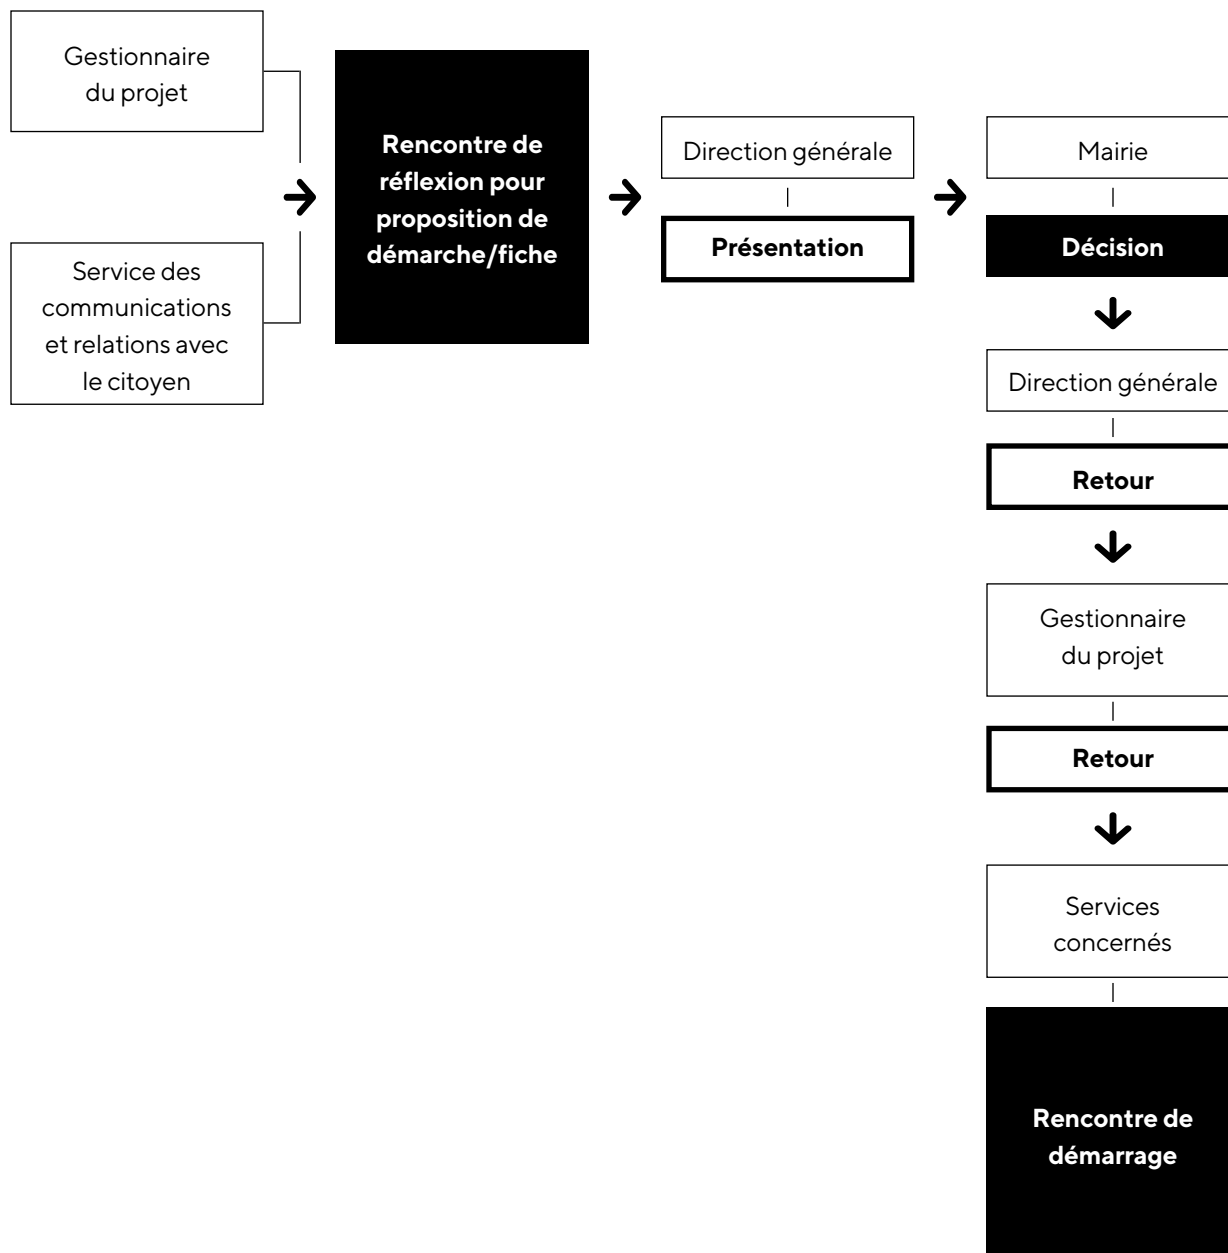 Gestionnaire
du projet
Service des
communications
et relations avec
le citoyen
Rencontre de
réflexion pour
proposition de
démarche/fiche
Direction générale
Présentation
Mairie
Décision
Direction générale
Retour
Gestionnaire
du projet
Retour
Services
concernés
Rencontre de
démarrage